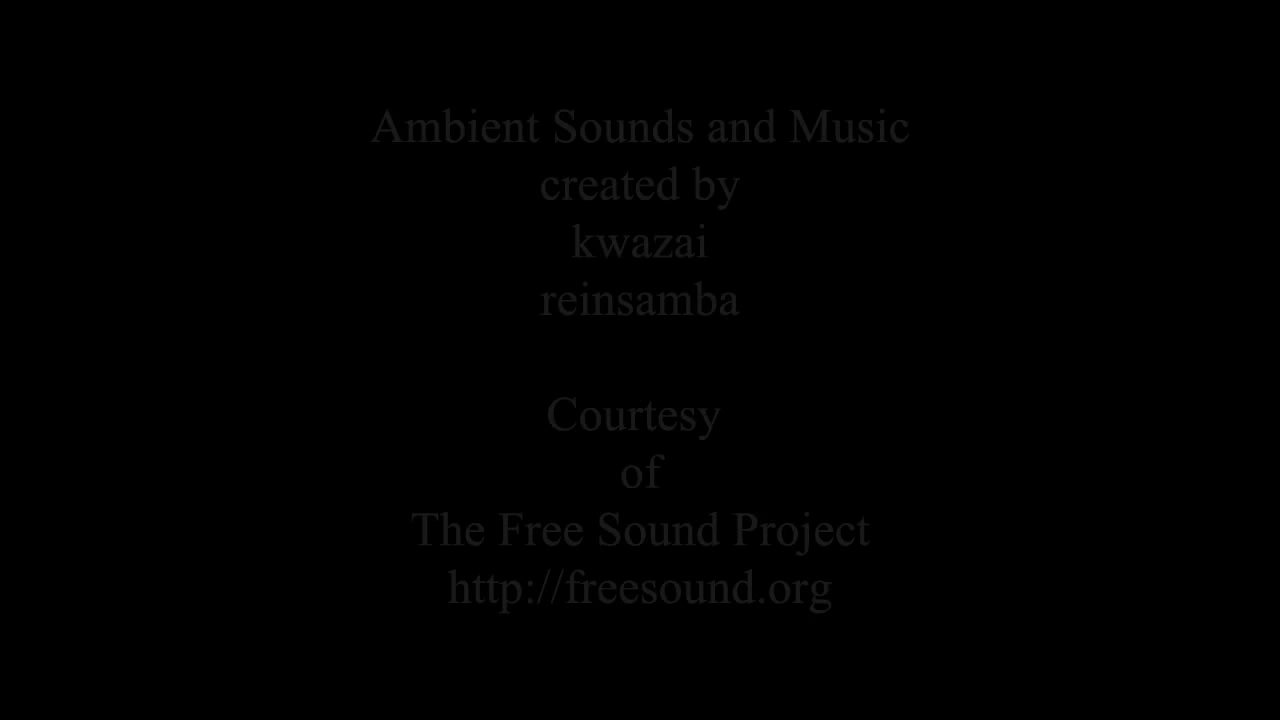 Ambient Sounds and Music
created by
kwazai
reinsamba
Courtesy
of
The Free Sound Project
http://freesound.org